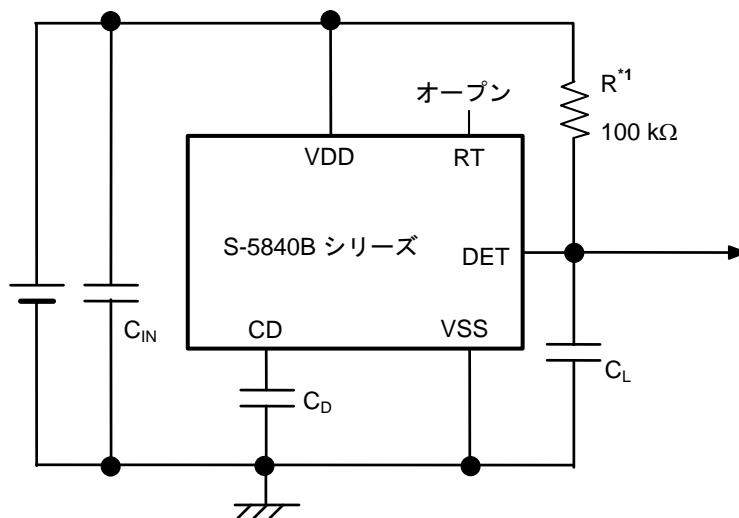 オープン
R*1
100 kΩ
VDD
RT
S-5840B シリーズ
DET
CIN
CD
VSS
CD
CL